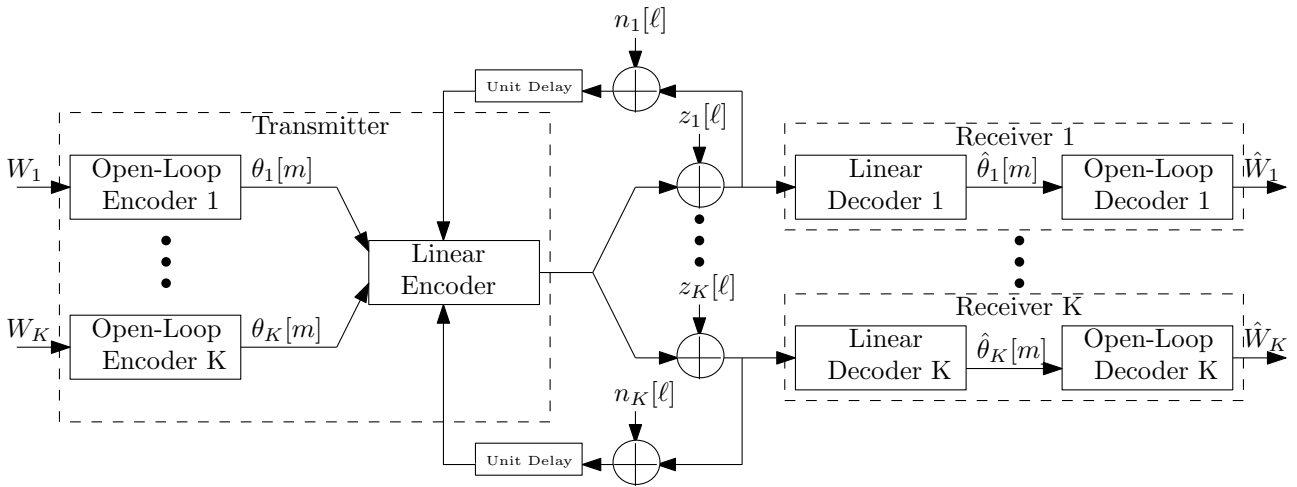 n₁[ℓ]
Unit Delay
Transmitter
z₁[ℓ]
Receiver 1
W₁
Open-Loop
Encoder 1
θ₁[m]
Linear
Decoder 1
θ̂₁[m]
Open-Loop
Decoder 1
Ŵ₁
Linear
Encoder
z_K[ℓ]
Receiver K
W_K
Open-Loop
Encoder K
θ_K[m]
Linear
Decoder K
θ̂_K[m]
Open-Loop
Decoder K
Ŵ_K
n_K[ℓ]
Unit Delay